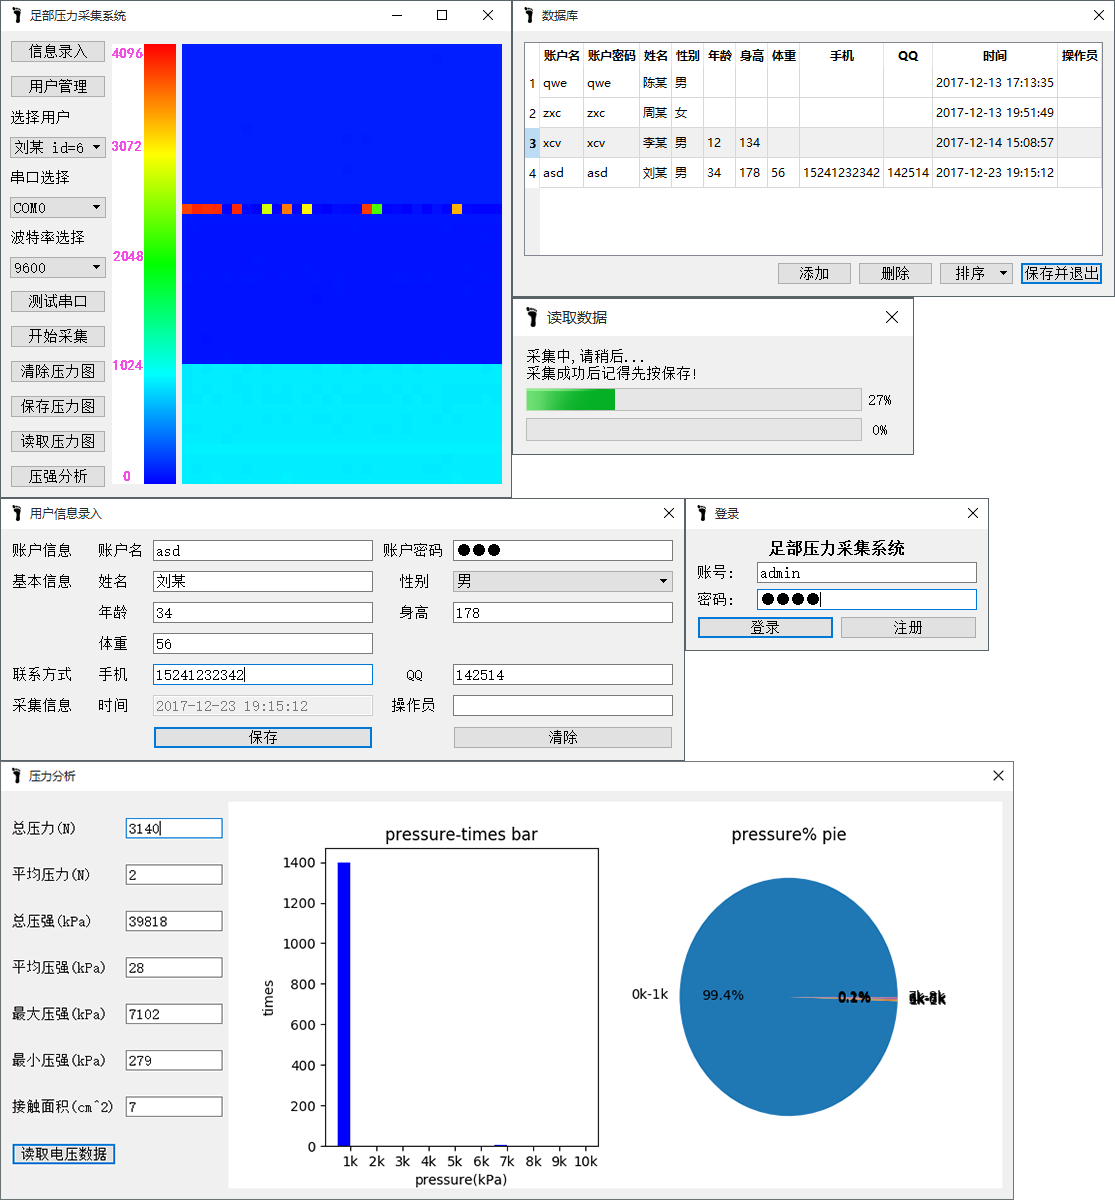 足部压力采集系统
信息录入
用户管理
选择用户
刘某 id=6
串口选择
COM0
波特率选择
9600
测试串口
开始采集
清除压力图
保存压力图
读取压力图
压强分析
4096
3072
2048
1024
0
数据库
账户名 账户密码 姓名 性别 年龄 身高 体重 手机 QQ 时间 操作员
1 qwe qwe 陈某 男 2017-12-13 17:13:35
2 zxc zxc 周某 女 2017-12-13 19:51:49
3 xcv xcv 李某 男 12 134 2017-12-14 15:08:57
4 asd asd 刘某 男 34 178 56 15241232342 142514 2017-12-23 19:15:12
添加 删除 排序 保存并退出
读取数据
采集中,请稍后...
采集成功后记得先按保存!
27%
0%
用户信息录入
账户信息 账户名 asd 账户密码 ●●●
基本信息 姓名 刘某 性别 男
年龄 34 身高 178
体重 56
联系方式 手机 15241232342 QQ 142514
采集信息 时间 2017-12-23 19:15:12 操作员
保存 清除
登录
足部压力采集系统
账号: admin
密码: ●●●●
登录 注册
压力分析
总压力(N) 3140
平均压力(N) 2
总压强(kPa) 39818
平均压强(kPa) 28
最大压强(kPa) 7102
最小压强(kPa) 279
接触面积(cm^2) 7
读取电压数据
pressure-times bar
1400
1200
1000
800
600
400
200
0
times
1k 2k 3k 4k 5k 6k 7k 8k 9k 10k
pressure(kPa)
pressure% pie
0k-1k
99.4%